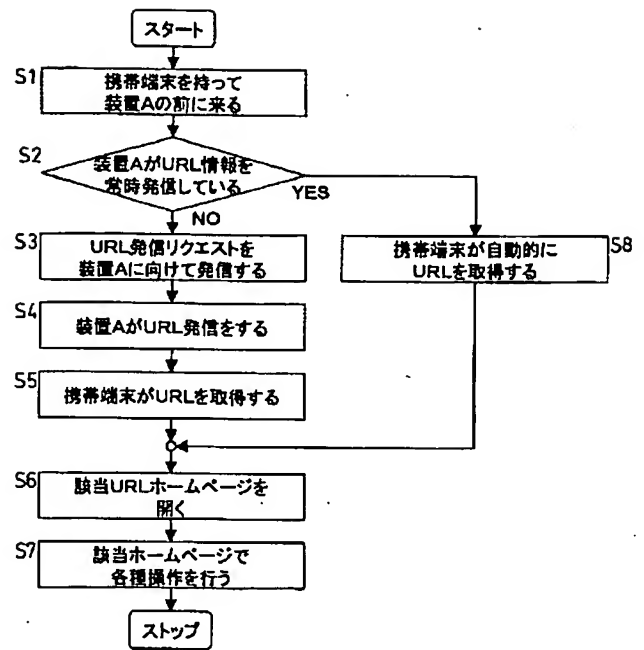 スタート
S1
携帯端末を持って
装置Aの前に来る
S2
装置AがURL情報を
常時発信している
YES
NO
S3
URL発信リクエストを
装置Aに向けて発信する
S8
携帯端末が自動的に
URLを取得する
S4
装置AがURL発信をする
S5
携帯端末がURLを取得する
S6
該当URLホームページを
開く
S7
該当ホームページで
各種操作を行う
ストップ